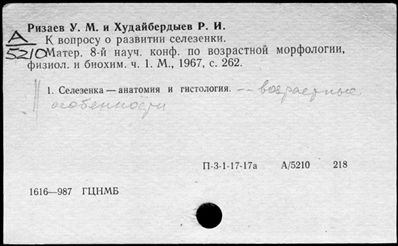 Ризаев У. М. и Худайбердыев Р. И.
А К вопросу о развитии селезенки.
5210 Матер. 8-й науч. конф. по возрастной морфологии,
физиол. и биохим. ч. 1. М., 1967, с. 262.
1. Селезенка — анатомия и гистология. — возрастные
особенности
П-3-1-17-17а А/5210 218
1616—987 ГЦНМБ